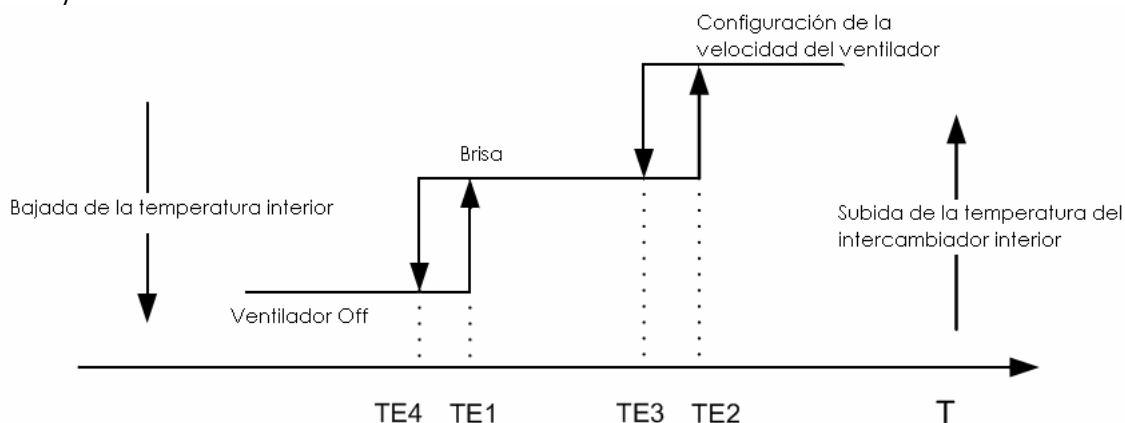 Configuración de la
velocidad del ventilador
Brisa
Bajada de la temperatura interior
Subida de la temperatura del
intercambiador interior
Ventilador Off
TE4 TE1 TE3 TE2 T